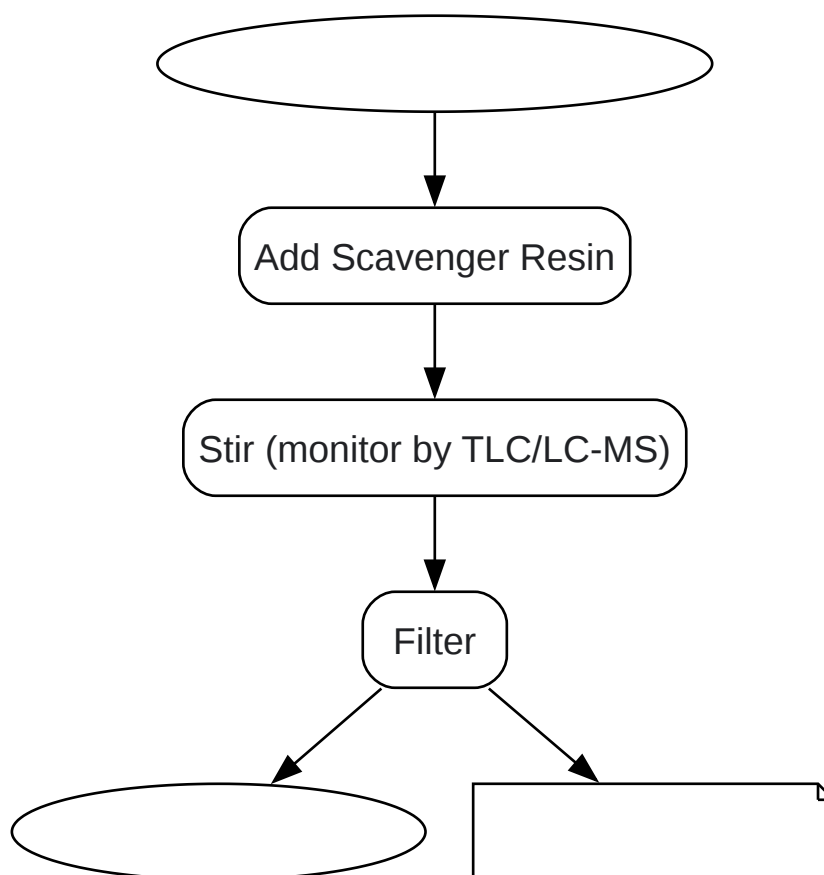 Add Scavenger Resin
Stir (monitor by TLC/LC-MS)
Filter